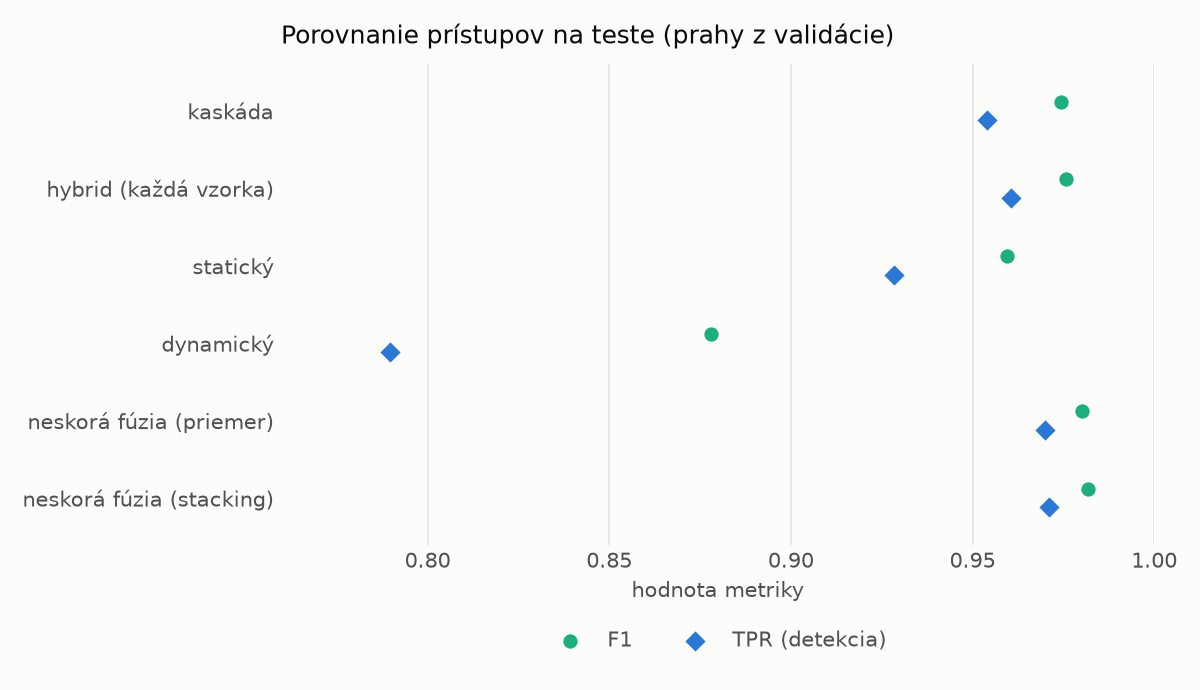 Porovnanie prístupov na teste (prahy z validácie)
kaskáda
hybrid (každá vzorka)
statický
dynamický
neskorá fúzia (priemer)
neskorá fúzia (stacking)
0.80 0.85 0.90 0.95 1.00
hodnota metriky
F1 TPR (detekcia)